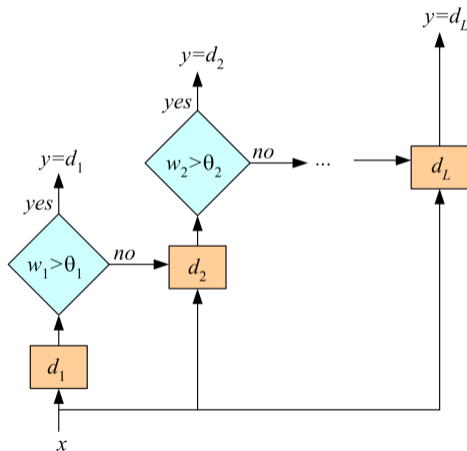 y=d_L
y=d_2
yes
w_2>θ_2
no
...
d_L
y=d_1
yes
w_1>θ_1
no
d_2
d_1
x